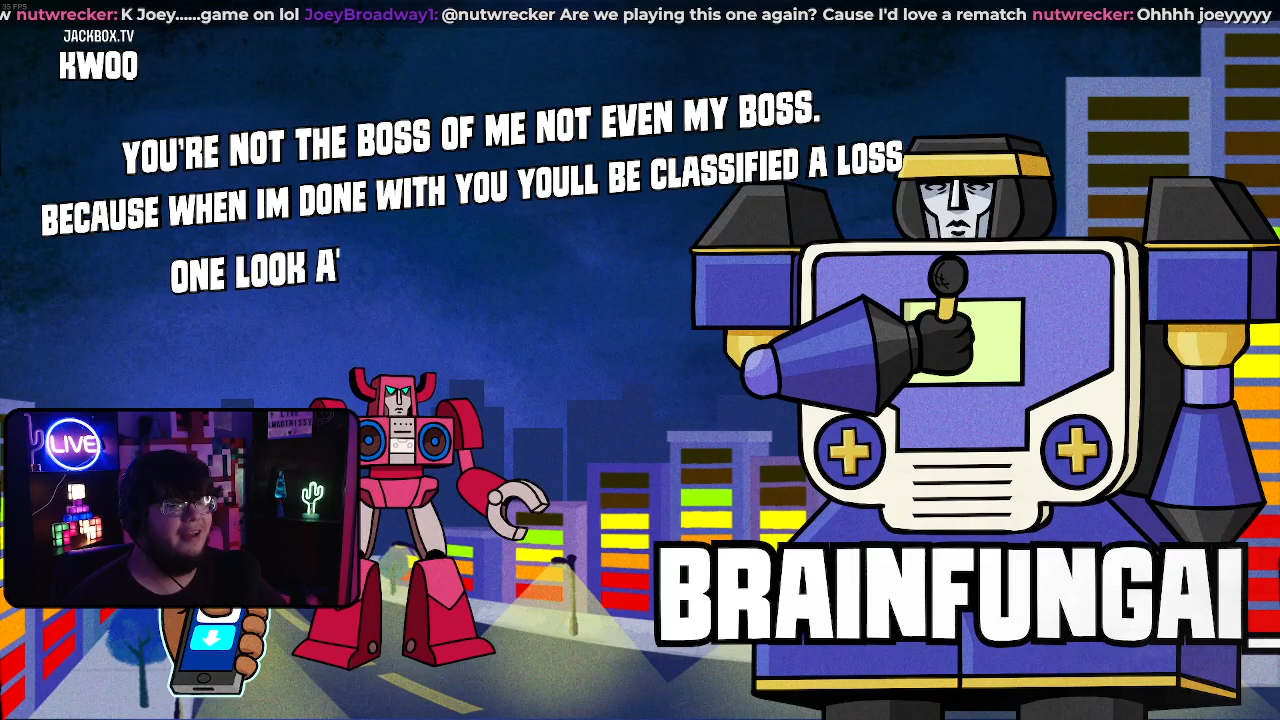 35 FPS
w nutwrecker: K Joey......game on lol JoeyBroadway1: @nutwrecker Are we playing this one again? Cause I'd love a rematch nutwrecker: Ohhhh joeyyyyy
JACKBOX.TV
KWOQ
YOU'RE NOT THE BOSS OF ME NOT EVEN MY BOSS.
BECAUSE WHEN IM DONE WITH YOU YOULL BE CLASSIFIED A LOSS
ONE LOOK A'
LIVE
BRAINFUNGAI